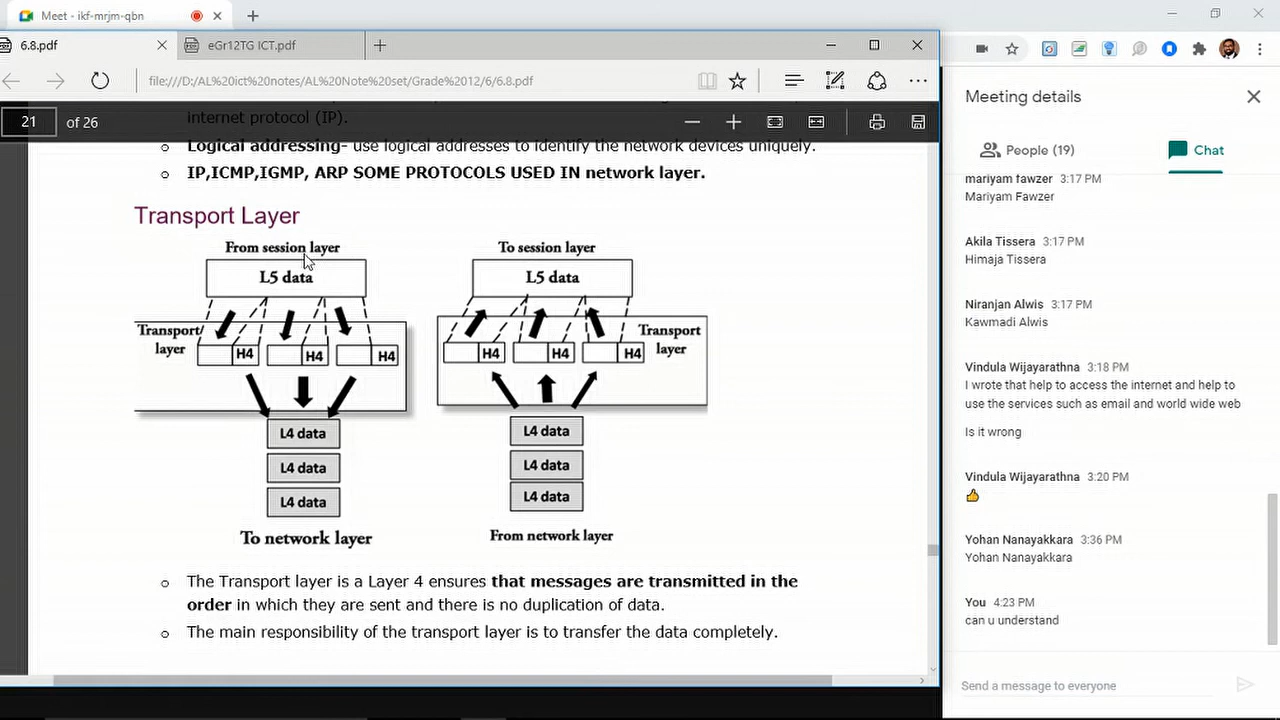 Meet - ikf-mrjm-qbn
6.8.pdf
eGr12TG ICT.pdf
file:///D:/AL%20ict%20notes/AL%20Note%20set/Grade%2012/6/6.8.pdf
21 of 26
internet protocol (IP).
Logical addressing- use logical addresses to identify the network devices uniquely.
IP,ICMP,IGMP, ARP SOME PROTOCOLS USED IN network layer.
Transport Layer
From session layer
L5 data
Transport
layer
H4
H4
H4
L4 data
L4 data
L4 data
To network layer
To session layer
L5 data
Transport
layer
H4
H4
H4
L4 data
L4 data
L4 data
From network layer
The Transport layer is a Layer 4 ensures that messages are transmitted in the
order in which they are sent and there is no duplication of data.
The main responsibility of the transport layer is to transfer the data completely.
Meeting details
People (19)
Chat
mariyam fawzer 3:17 PM
Mariyam Fawzer
Akila Tissera 3:17 PM
Himaja Tissera
Niranjan Alwis 3:17 PM
Kawmadi Alwis
Vindula Wijayarathna 3:18 PM
I wrote that help to access the internet and help to
use the services such as email and world wide web
Is it wrong
Vindula Wijayarathna 3:20 PM
👍
Yohan Nanayakkara 3:36 PM
Yohan Nanayakkara
You 4:23 PM
can u understand
Send a message to everyone